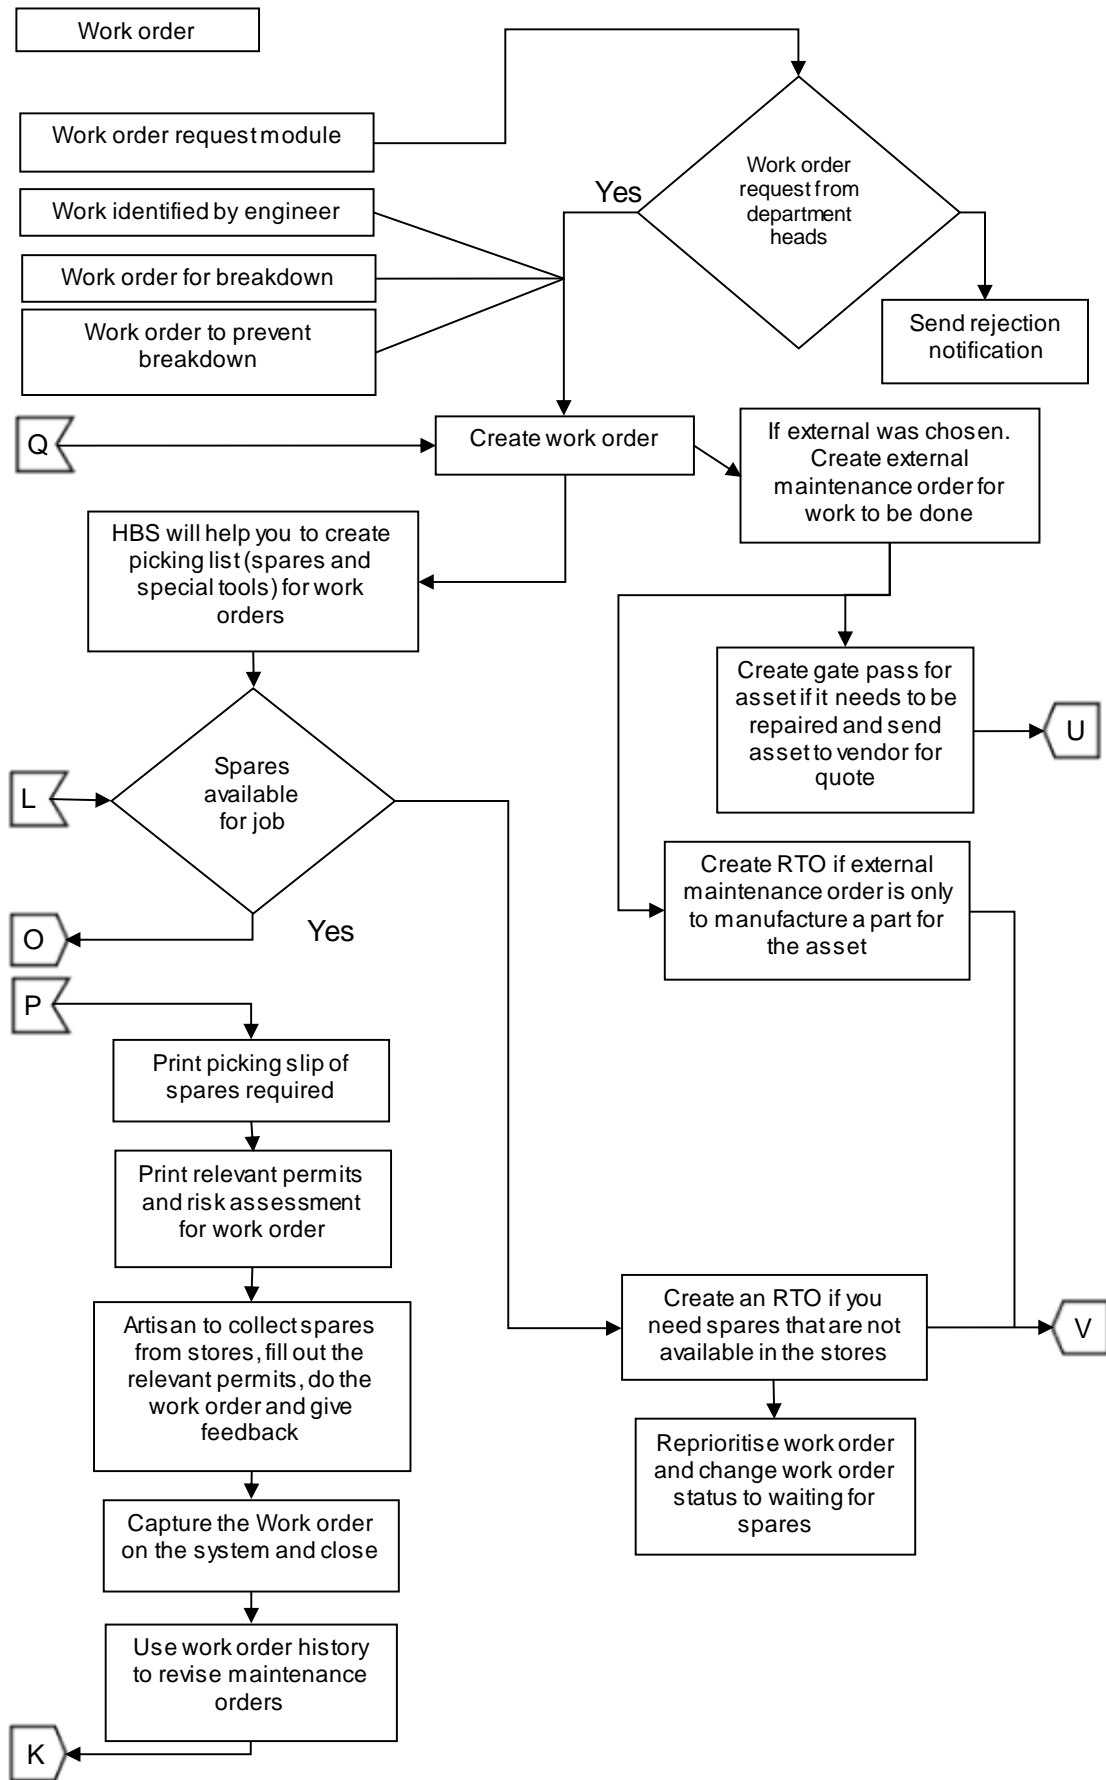 Work order
Work order request module
Work identified by engineer
Work order for breakdown
Work order to prevent
breakdown
Work order
request from
department
heads
Yes
Send rejection
notification
Q
Create work order
If external was chosen.
Create external
maintenance order for
work to be done
HBS will help you to create
picking list (spares and
special tools) for work
orders
Create gate pass for
asset if it needs to be
repaired and send
asset to vendor for
quote
U
L
Spares
available
for job
Create RTO if external
maintenance order is only
to manufacture a part for
the asset
O
Yes
P
Print picking slip of
spares required
Print relevant permits
and risk assessment
for work order
Artisan to collect spares
from stores, fill out the
relevant permits, do the
work order and give
feedback
Create an RTO if you
need spares that are not
available in the stores
V
Reprioritise work order
and change work order
status to waiting for
spares
Capture the Work order
on the system and close
Use work order history
to revise maintenance
orders
K